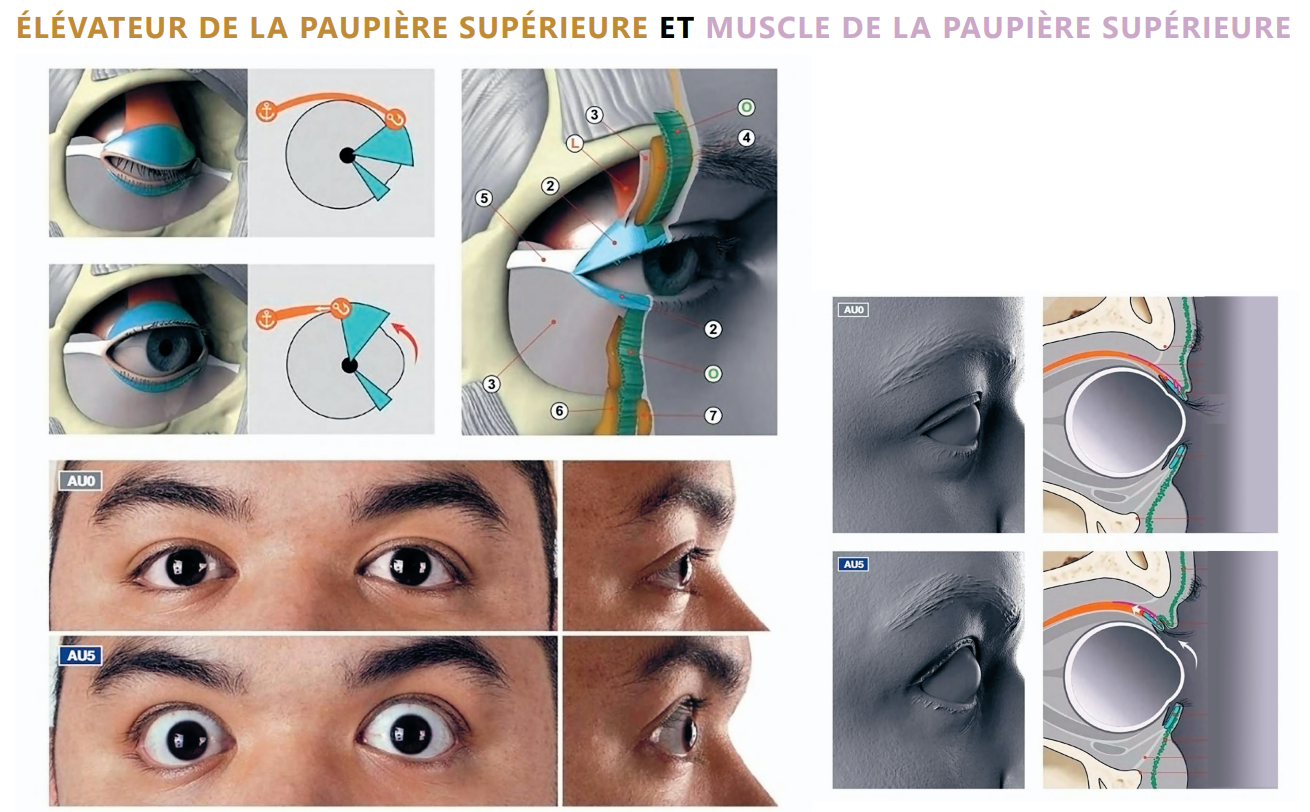 ÉLÉVATEUR DE LA PAUPIÈRE SUPÉRIEURE ET MUSCLE DE LA PAUPIÈRE SUPÉRIEURE
3
O
L
4
2
5
2
3
O
6
7
AU0
AU0
AU5
AU5